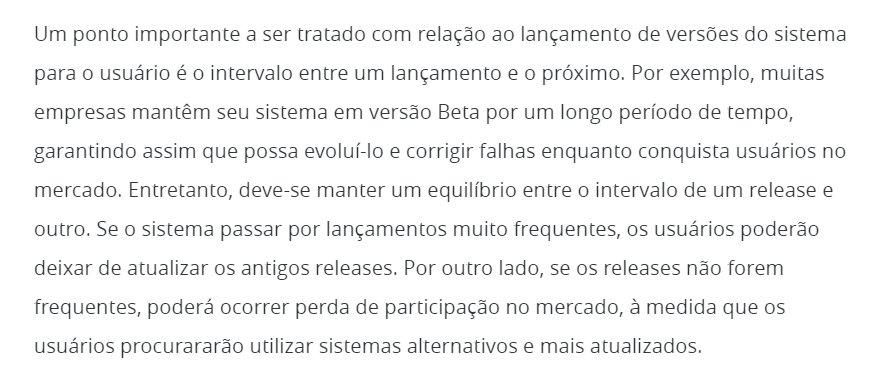 Um ponto importante a ser tratado com relação ao lançamento de versões do sistema
para o usuário é o intervalo entre um lançamento e o próximo. Por exemplo, muitas
empresas mantêm seu sistema em versão Beta por um longo período de tempo,
garantindo assim que possa evoluí-lo e corrigir falhas enquanto conquista usuários no
mercado. Entretanto, deve-se manter um equilíbrio entre o intervalo de um release e
outro. Se o sistema passar por lançamentos muito frequentes, os usuários poderão
deixar de atualizar os antigos releases. Por outro lado, se os releases não forem
frequentes, poderá ocorrer perda de participação no mercado, à medida que os
usuários procurararão utilizar sistemas alternativos e mais atualizados.